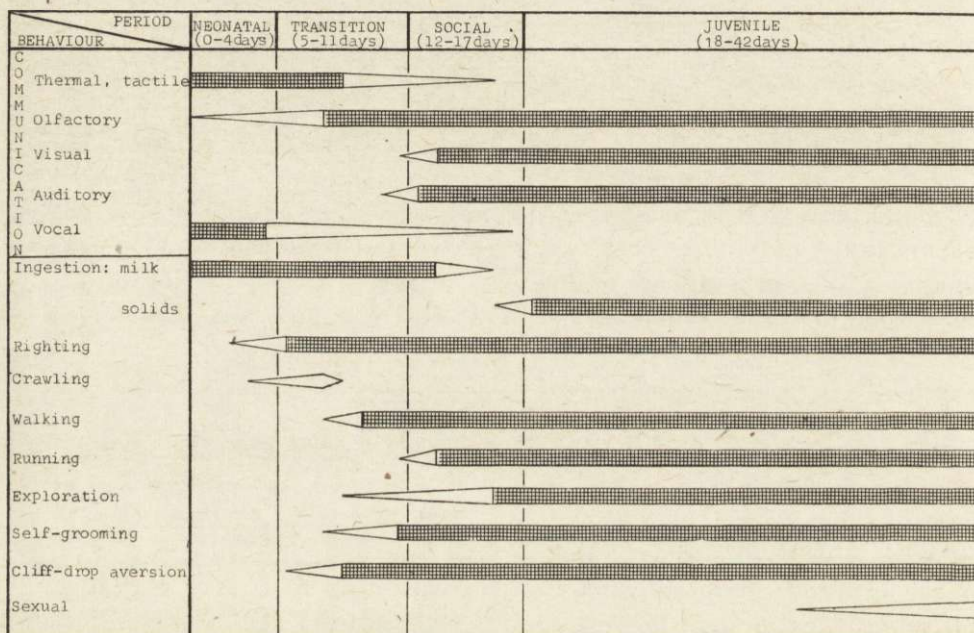 PERIOD
BEHAVIOUR
NEONATAL
(0-4days)
TRANSITION
(5-11days)
SOCIAL
(12-17days)
JUVENILE
(18-42days)
COMMUNICATION
Thermal, tactile
Olfactory
Visual
Auditory
Vocal
Ingestion: milk
solids
Righting
Crawling
Walking
Running
Exploration
Self-grooming
Cliff-drop aversion
Sexual